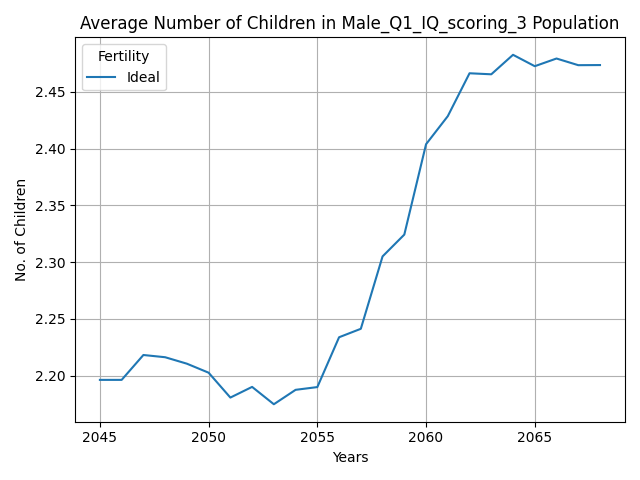 Average Number of Children in Male_Q1_IQ_scoring_3 Population
Fertility
Ideal
No. of Children
2.45
2.40
2.35
2.30
2.25
2.20
2045 2050 2055 2060 2065
Years